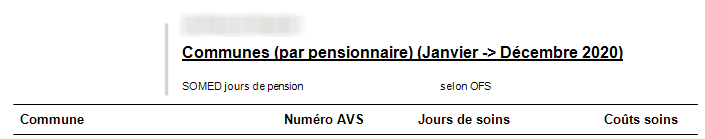 Communes (par pensionnaire) (Janvier -> Décembre 2020)
SOMED jours de pension selon OFS
Commune Numéro AVS Jours de soins Coûts soins